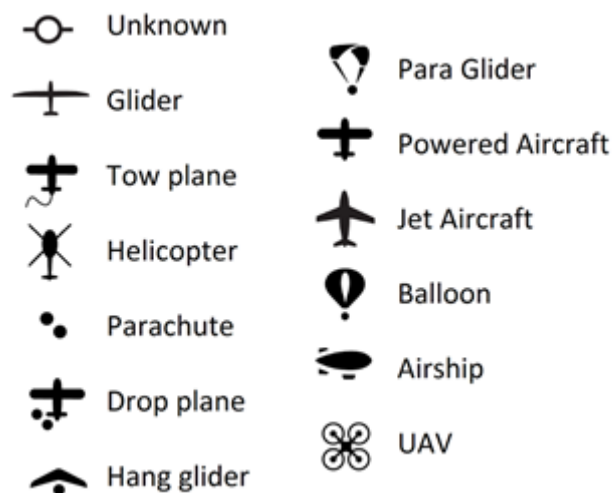 Unknown
Glider
Tow plane
Helicopter
Parachute
Drop plane
Hang glider
Para Glider
Powered Aircraft
Jet Aircraft
Balloon
Airship
UAV